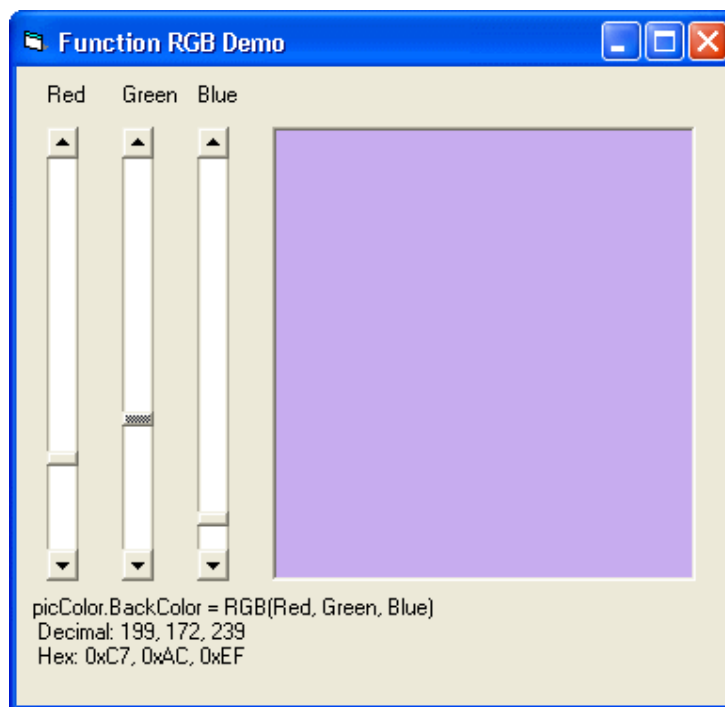 Function RGB Demo
Red Green Blue
picColor.BackColor = RGB(Red, Green, Blue)
Decimal: 199, 172, 239
Hex: 0xC7, 0xAC, 0xEF